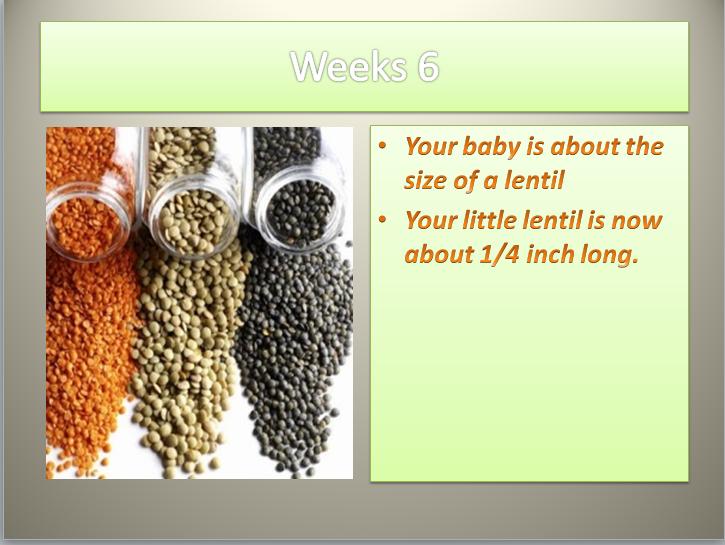 Weeks 6
• Your baby is about the
size of a lentil
• Your little lentil is now
about 1/4 inch long.